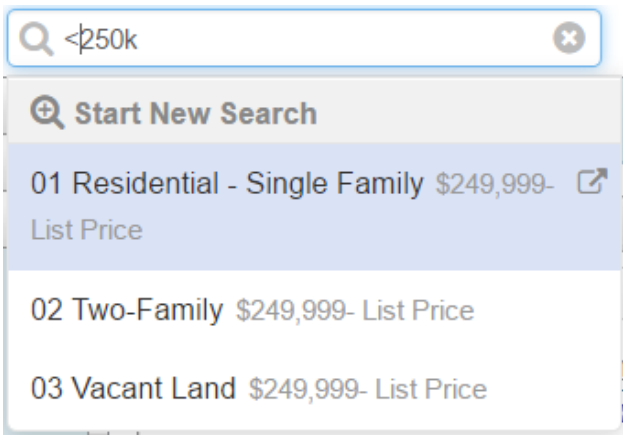 <250k
Start New Search
01 Residential - Single Family $249,999-
List Price
02 Two-Family $249,999- List Price
03 Vacant Land $249,999- List Price